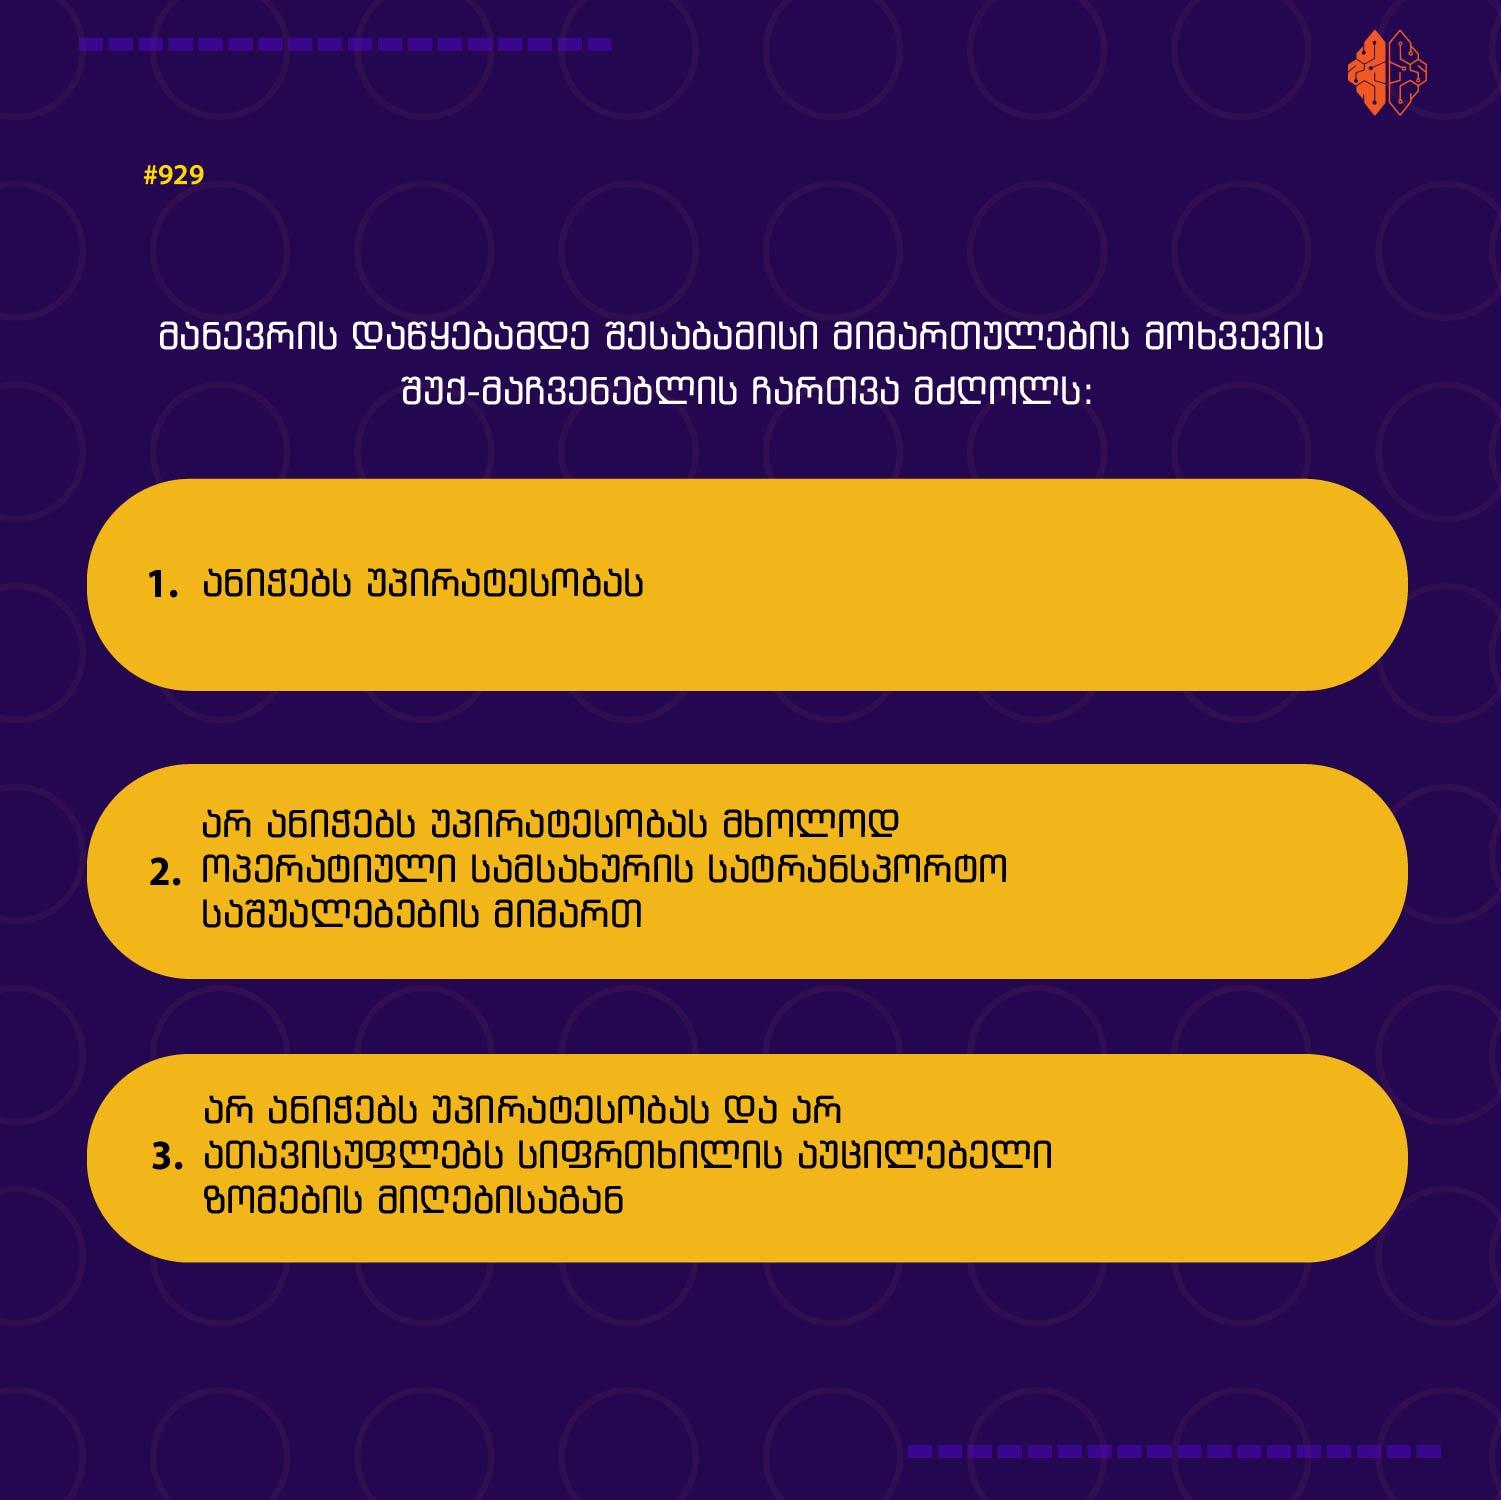 #929
მანევრის დაწყებამდე შესაბამისი მიმართულების მოხვევის
შუქ-მაჩვენებლის ჩართვა მძღოლს:
1. ანიჭებს უპირატესობას
არ ანიჭებს უპირატესობას მხოლოდ
2. ოპერატიული სამსახურის სატრანსპორტო
საშუალებების მიმართ
არ ანიჭებს უპირატესობას და არ
3. ათავისუფლებს სიფრთხილის აუცილებელი
ზომების მიღებისაგან